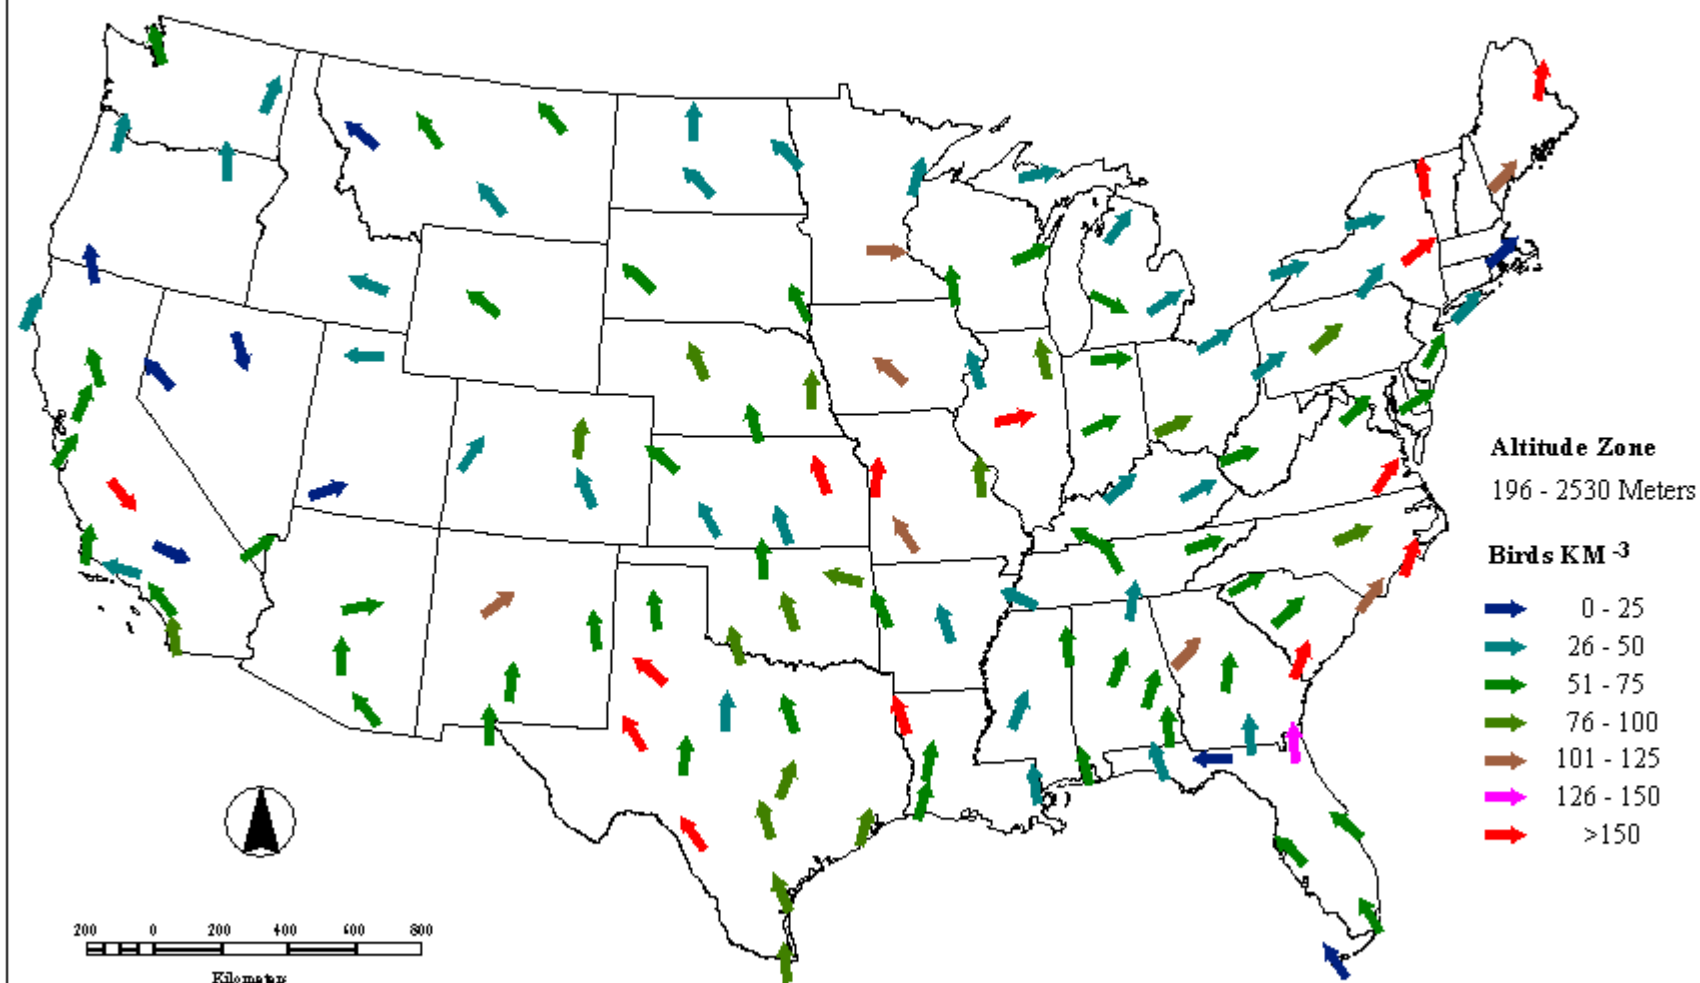 Altitude Zone
196 - 2530 Meters
Birds KM -3
0 - 25
26 - 50
51 - 75
76 - 100
101 - 125
126 - 150
>150
200 0 200 400 600 800
Kilometers